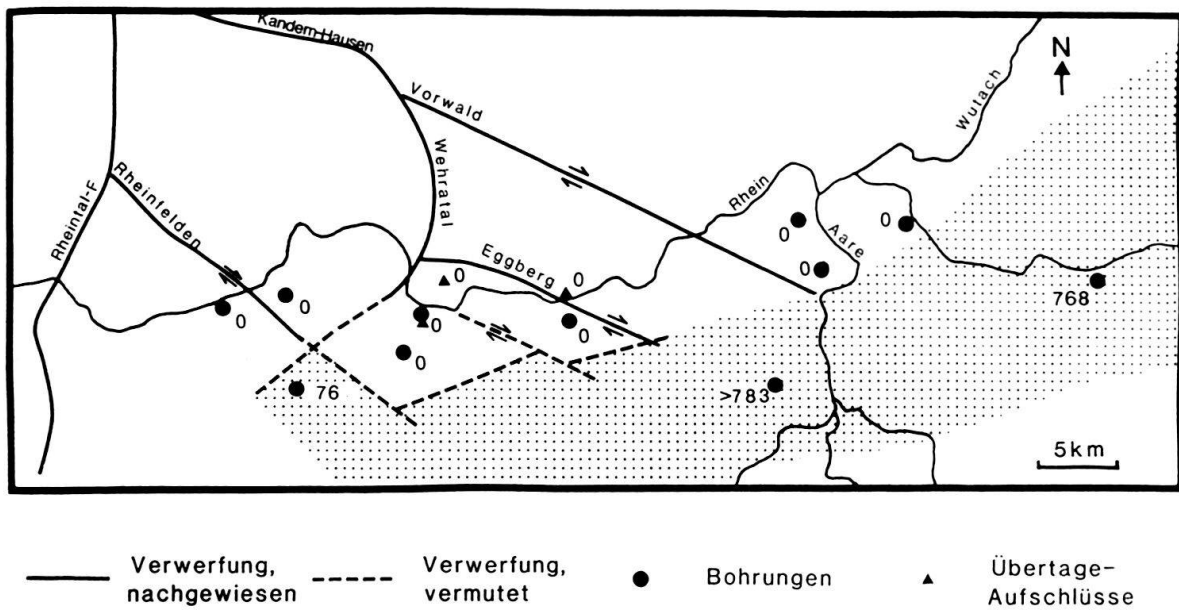 Kandern-Hausen
N
Vorwald
Wutach
Wehratal
Rhein
Rheinfelden
Rheintal-F
Aare
Eggberg
0
0
0
0
0
0
0
0
0
0
768
76
>783
5km
Verwerfung,
nachgewiesen
Verwerfung,
vermutet
Bohrungen
Übertage-
Aufschlüsse